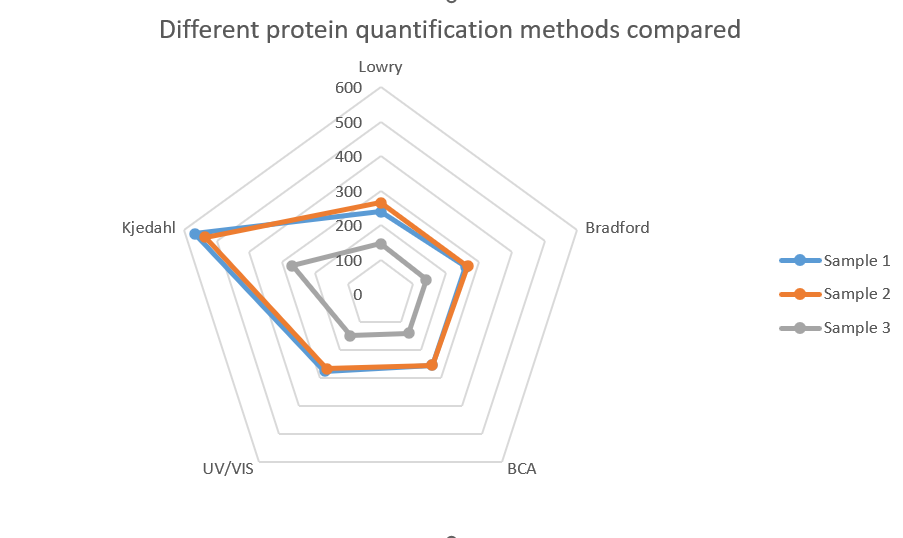 Different protein quantification methods compared
Lowry
600
500
400
300
200
100
0
Kjedahl
Bradford
UV/VIS
BCA
Sample 1
Sample 2
Sample 3